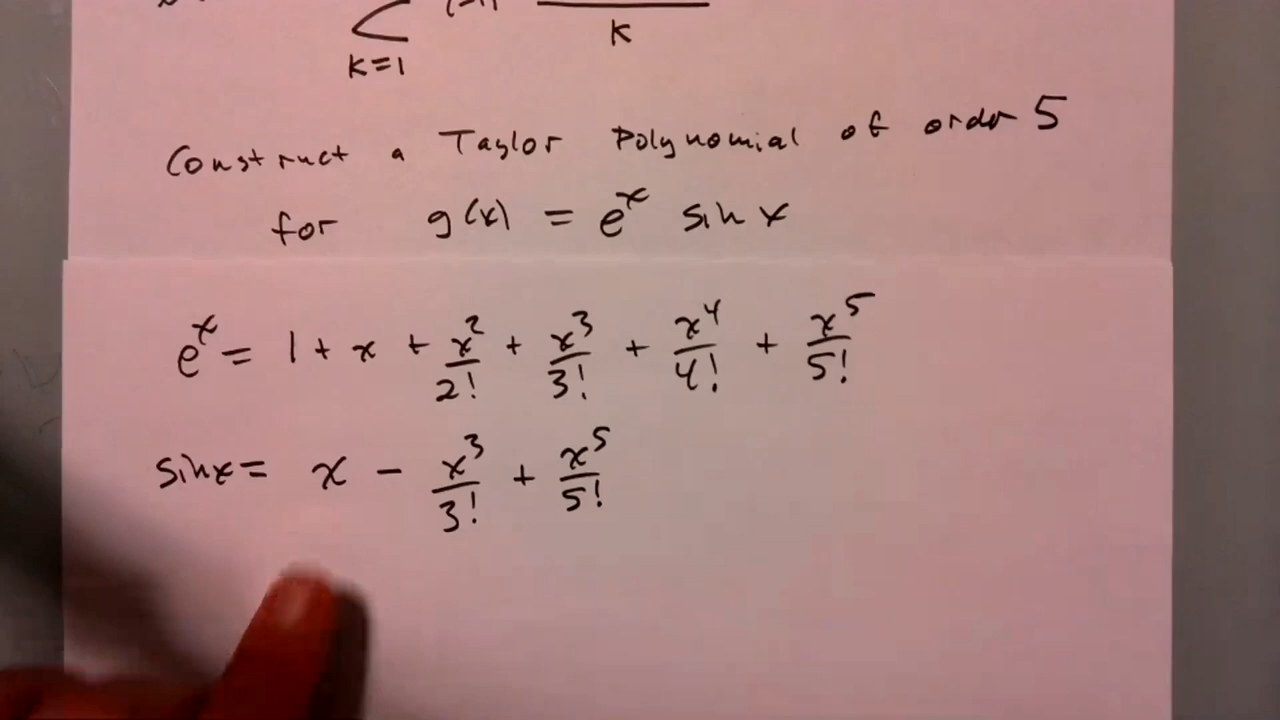 K
K=1
Construct a Taylor Polynomial of order 5
for g(x) = e^x sin x
e^x = 1 + x + x^2/2! + x^3/3! + x^4/4! + x^5/5!
sin x = x - x^3/3! + x^5/5!